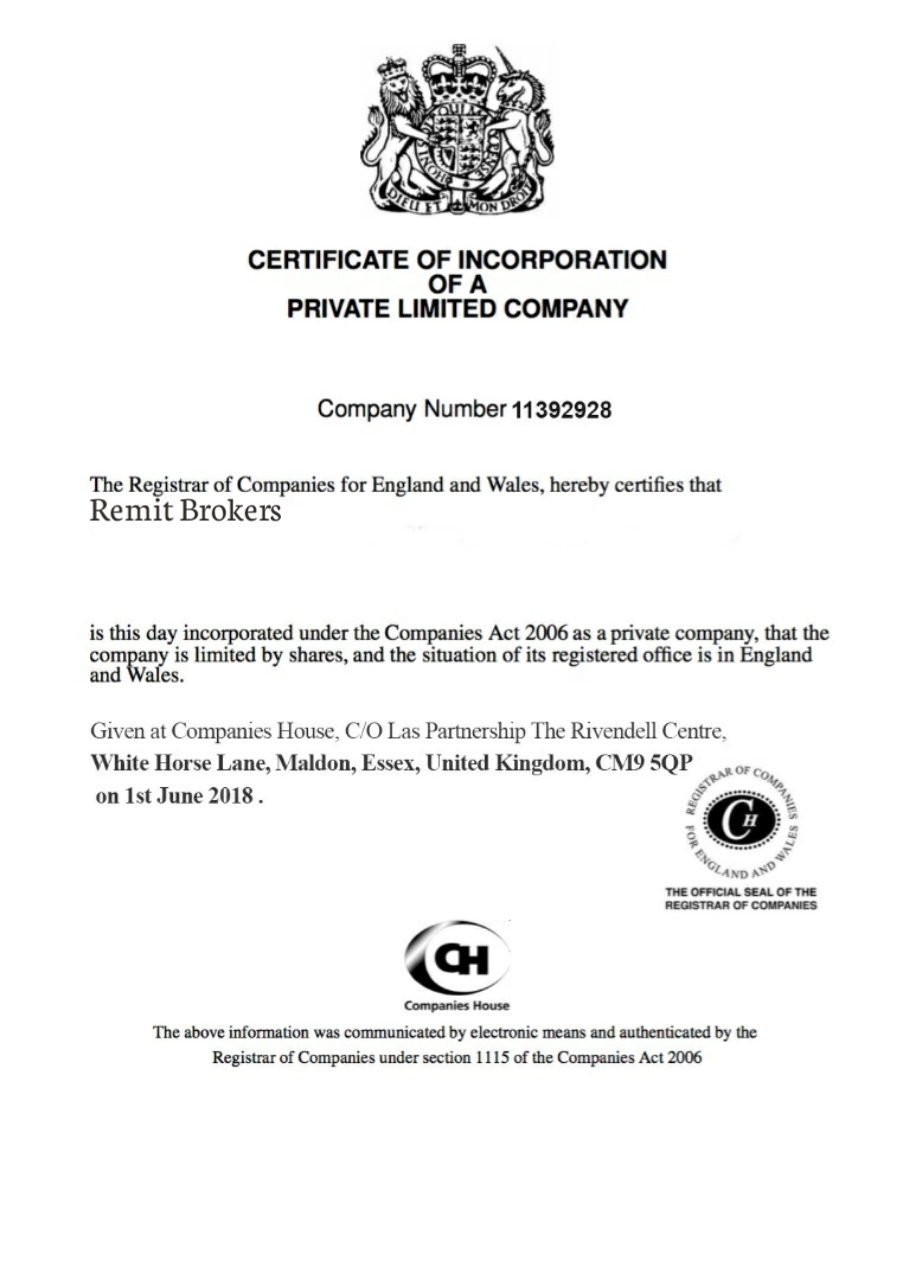 QUI MAL Y PENSE
HONI SOIT
DIEU ET MON DROIT
CERTIFICATE OF INCORPORATION
OF A
PRIVATE LIMITED COMPANY
Company Number 11392928
The Registrar of Companies for England and Wales, hereby certifies that
Remit Brokers
is this day incorporated under the Companies Act 2006 as a private company, that the
company is limited by shares, and the situation of its registered office is in England
and Wales.
Given at Companies House, C/O Las Partnership The Rivendell Centre,
White Horse Lane, Maldon, Essex, United Kingdom, CM9 5QP
on 1st June 2018 .
REGISTRAR OF COMPANIES
FOR ENGLAND AND WALES
CH
THE OFFICIAL SEAL OF THE
REGISTRAR OF COMPANIES
CH
Companies House
The above information was communicated by electronic means and authenticated by the
Registrar of Companies under section 1115 of the Companies Act 2006